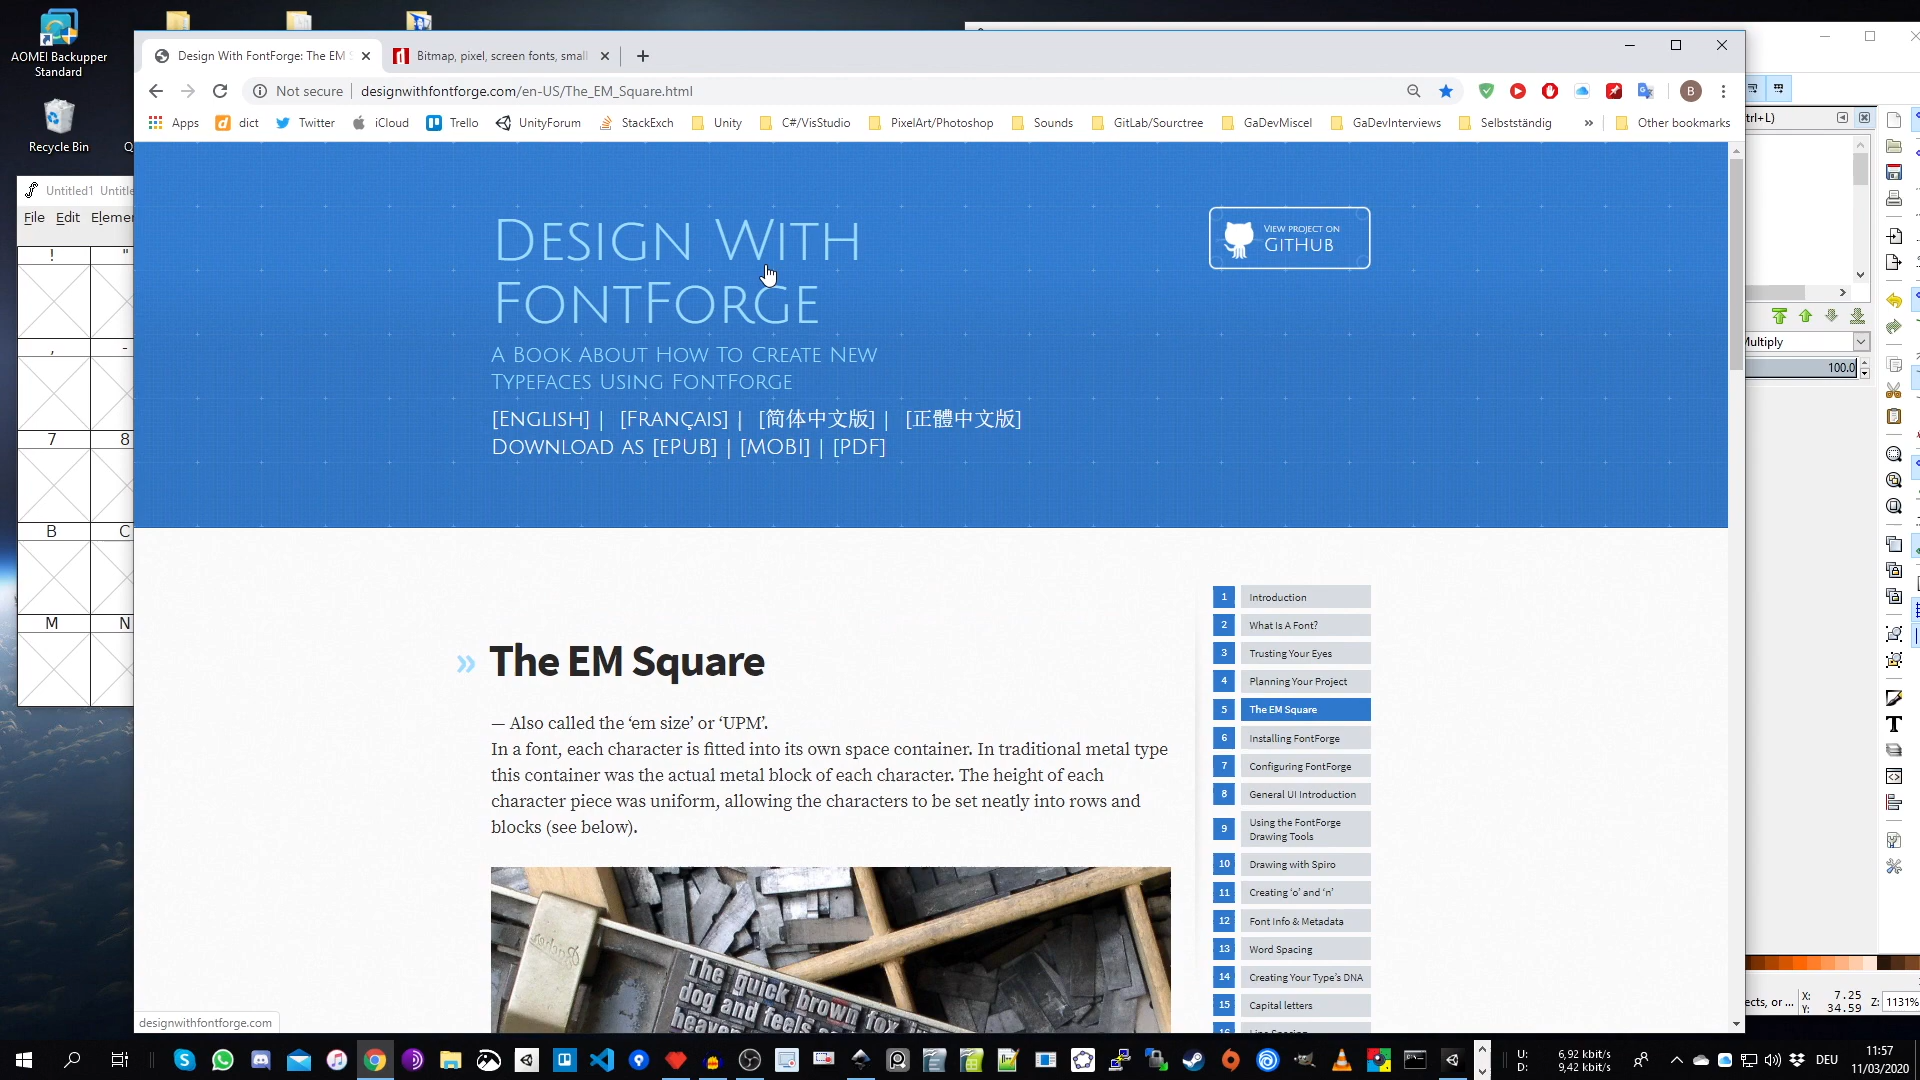 AOMEI Backupper
Standard
Recycle Bin
Untitled1
File Edit
! "
, -
7 8
B C
M N
Design With FontForge: The EM
Bitmap, pixel, screen fonts, small
Not secure
designwithfontforge.com/en-US/The_EM_Square.html
B
Apps dict Twitter iCloud Trello UnityForum StackExch Unity C#/VisStudio PixelArt/Photoshop Sounds GitLab/Sourctree GaDevMiscel GaDevInterviews Selbstständig » Other bookmarks
DESIGN WITH
FONTFORGE
VIEW PROJECT ON
GITHUB
A BOOK ABOUT HOW TO CREATE NEW
TYPEFACES USING FONTFORGE
[ENGLISH] | [FRANÇAIS] | [简体中文版] | [正體中文版]
DOWNLOAD AS [EPUB] | [MOBI] | [PDF]
» The EM Square
— Also called the ‘em size’ or ‘UPM’.
In a font, each character is fitted into its own space container. In traditional metal type
this container was the actual metal block of each character. The height of each
character piece was uniform, allowing the characters to be set neatly into rows and
blocks (see below).
The quick brown fox
dog and feels
heaven
1 Introduction
2 What Is A Font?
3 Trusting Your Eyes
4 Planning Your Project
5 The EM Square
6 Installing FontForge
7 Configuring FontForge
8 General UI Introduction
9 Using the FontForge
Drawing Tools
10 Drawing with Spiro
11 Creating ‘o’ and ‘n’
12 Font Info & Metadata
13 Word Spacing
14 Creating Your Type’s DNA
15 Capital letters
16 Line Spacing
designwithfontforge.com
trl+L)
Multiply
100.0
ects, or ...
X: 7.25
Y: 34.59
Z: 1131%
U: 6,92 kbit/s
D: 9,42 kbit/s
DEU
11:57
11/03/2020